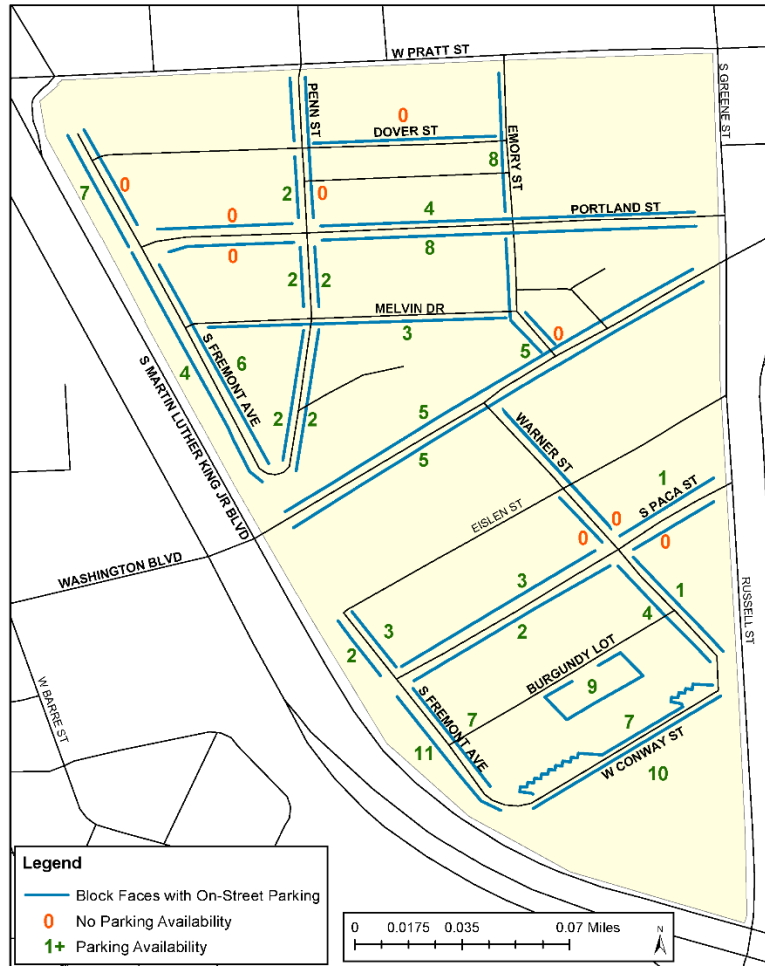 W PRATT ST
S GREENE ST
PENN ST
0
DOVER ST
EMORY ST
8
7
0
2
0
4
PORTLAND ST
0
8
0
2
2
MELVIN DR
3
0
5
S FREMONT AVE
6
4
S MARTIN LUTHER KING JR BLVD
2
2
5
5
WARNER ST
1
S PACA ST
EISLEN ST
0
0
0
WASHINGTON BLVD
3
1
RUSSELL ST
2
3
2
4
W BARRE ST
BURGUNDY LOT
9
S FREMONT AVE
7
7
11
W CONWAY ST
10
Legend
Block Faces with On-Street Parking
0 No Parking Availability
1+ Parking Availability
0 0.0175 0.035 0.07 Miles
N